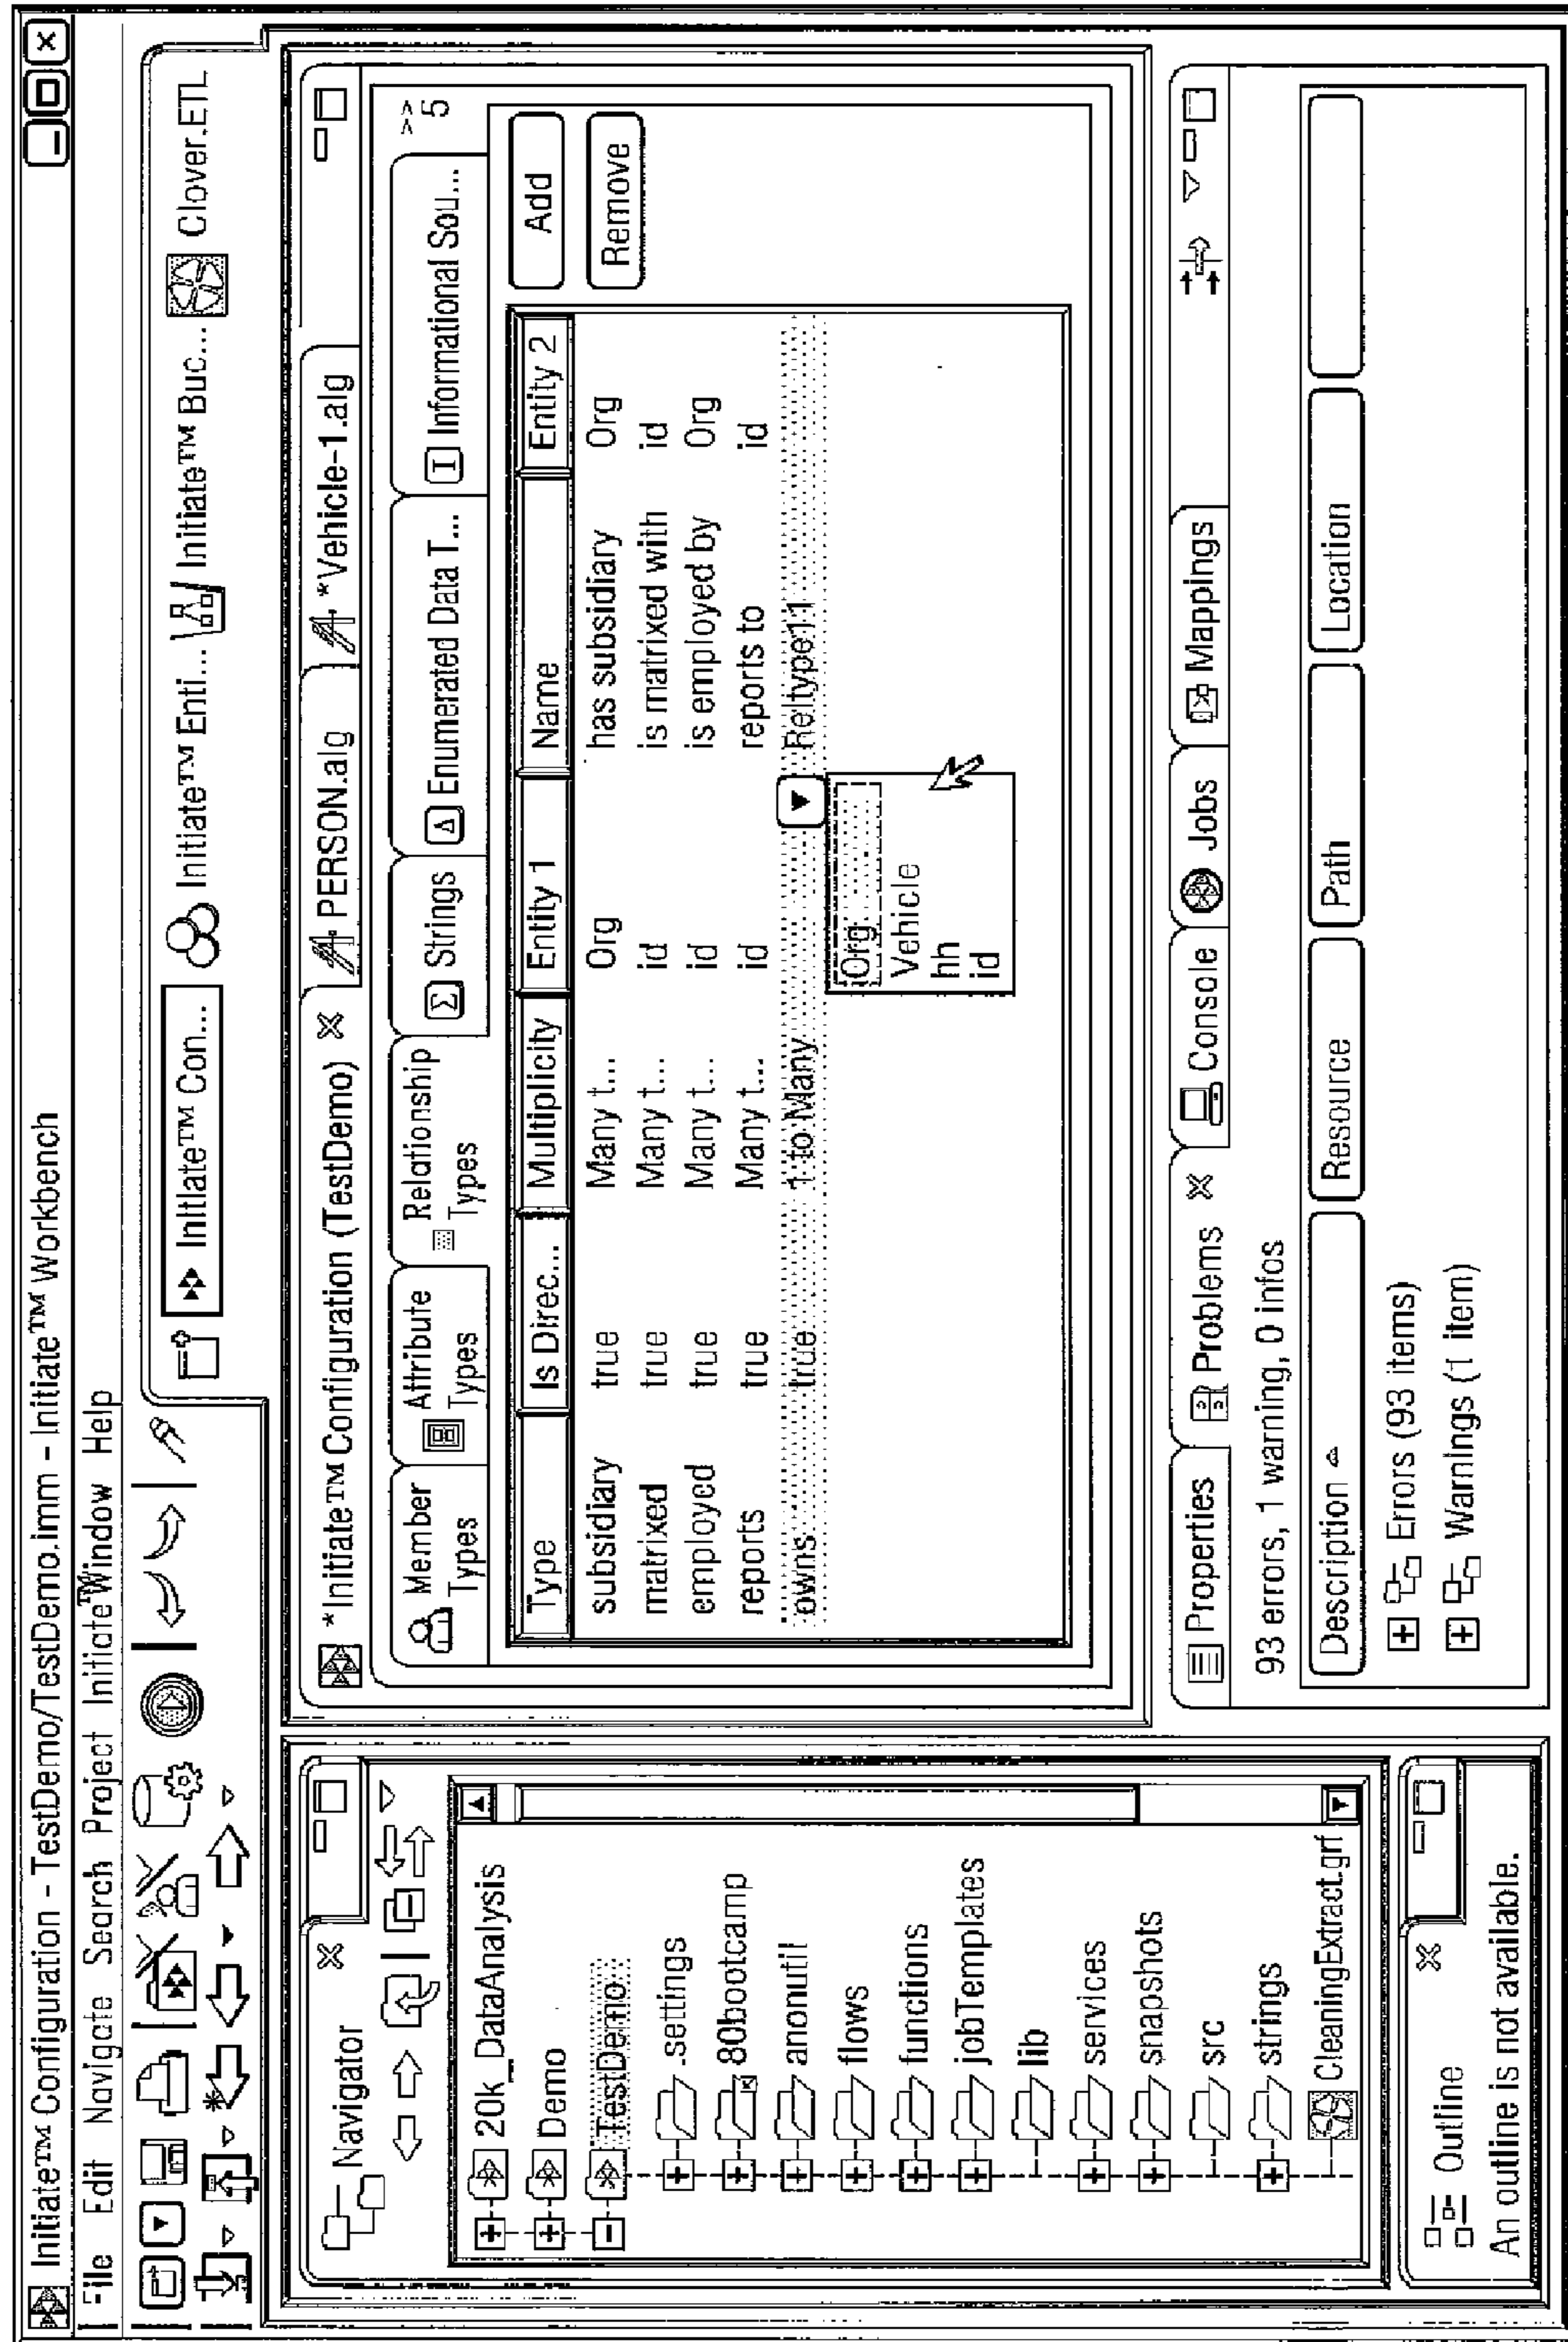 Initiate™ Configuration - TestDemo/TestDemo.imm - Initiate™ Workbench
File Edit Navigate Search Project Initiate™ Window Help
Initiate™ Con... Initiate™ Enti... Initiate™ Buc... Clover.ETL
Navigator
20k_DataAnalysis
Demo
TestDemo
.settings
80bootcamp
anonutil
flows
functions
jobTemplates
lib
services
snapshots
src
strings
CleaningExtract.grf
Outline
An outline is not available.
*Initiate™ Configuration (TestDemo) PERSON.alg *Vehicle-1.alg
Member Types Attribute Types Relationship Types Σ Strings Enumerated Data T... I Informational Sou... >> 5
Type Is Direc... Multiplicity Entity 1 Name Entity 2
subsidiary true Many t... Org has subsidiary Org
matrixed true Many t... id is matrixed with id
employed true Many t... id is employed by Org
reports true Many t... id reports to id
owns true 1 to Many Reltype11
Org
Vehicle
hh
id
Add
Remove
Properties Problems Console Jobs Mappings
93 errors, 1 warning, 0 infos
Description Resource Path Location
Errors (93 items)
Warnings (1 item)